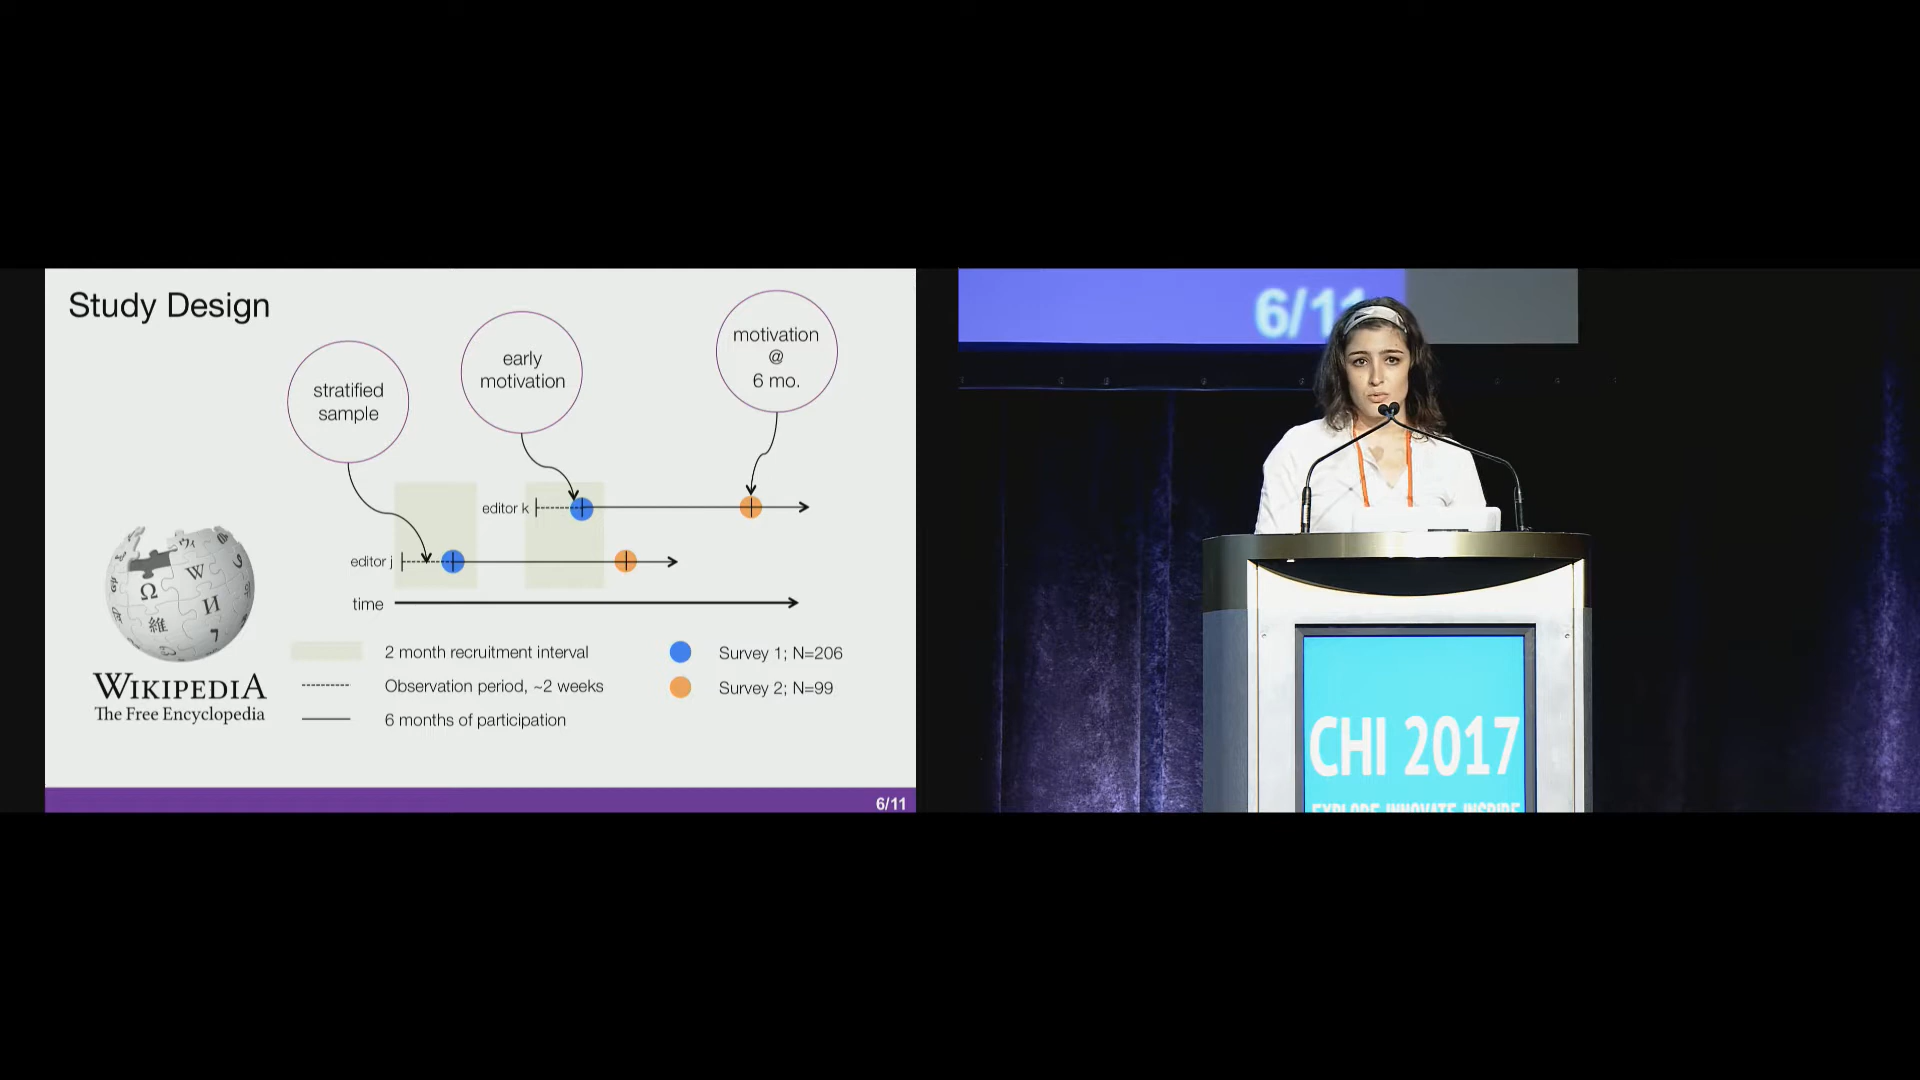 Study Design
stratified
sample
early
motivation
motivation
@
6 mo.
editor k
editor j
time
2 month recruitment interval
Observation period, ~2 weeks
6 months of participation
Survey 1; N=206
Survey 2; N=99
Ω
W
И
維
7
WIKIPEDIA
The Free Encyclopedia
6/11
6/11
CHI 2017
EXPLORE INNOVATE INSPIRE